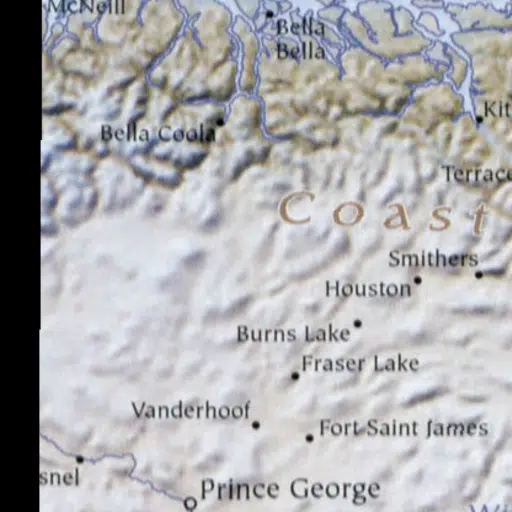 McNeill
Bella
Bella
Kit
Bella Coola
Terrace
Coast
Smithers
Houston
Burns Lake
Fraser Lake
Vanderhoof
Fort Saint James
snel
Prince George